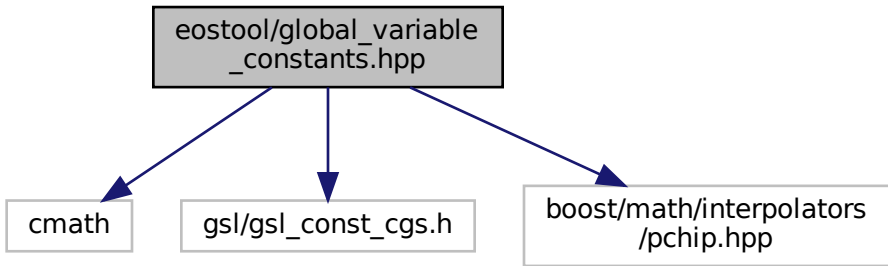 eostool/global_variable
_constants.hpp
cmath
gsl/gsl_const_cgs.h
boost/math/interpolators
/pchip.hpp